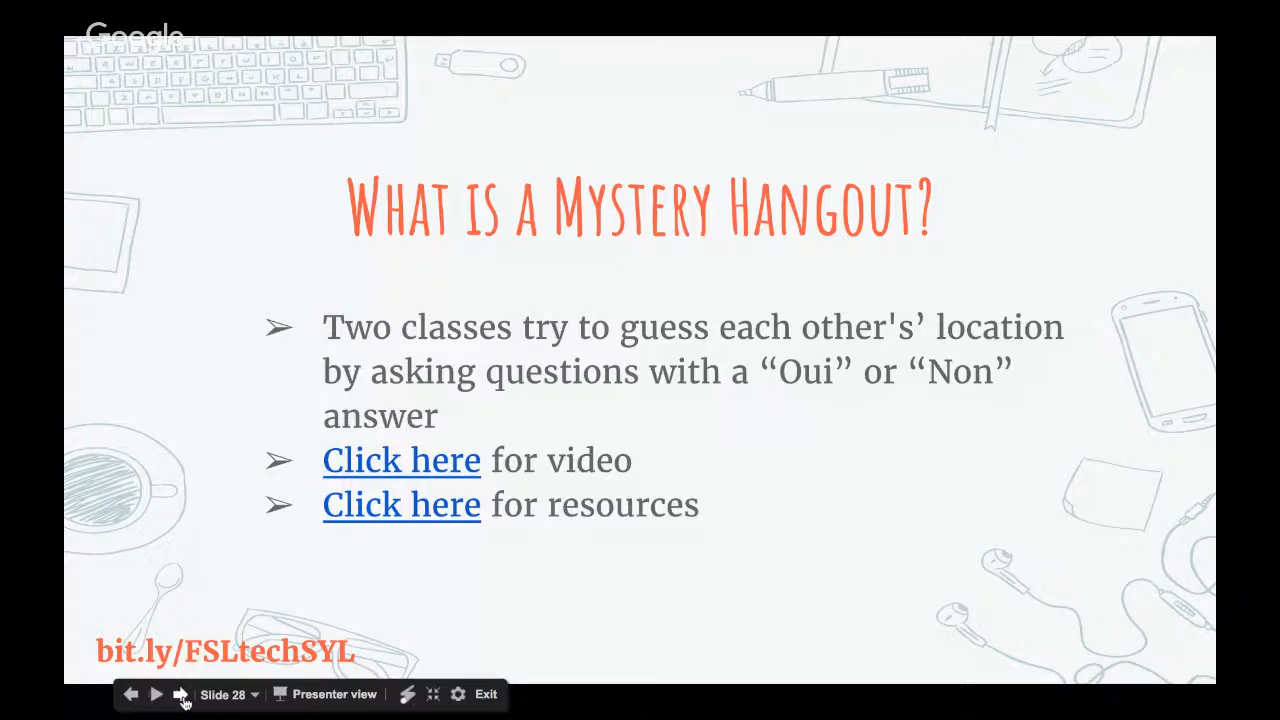 Google
What is a Mystery Hangout?
➢ Two classes try to guess each other's’ location
by asking questions with a “Oui” or “Non”
answer
➢ Click here for video
➢ Click here for resources
bit.ly/FSLtechSYL
Slide 28 Presenter view Exit